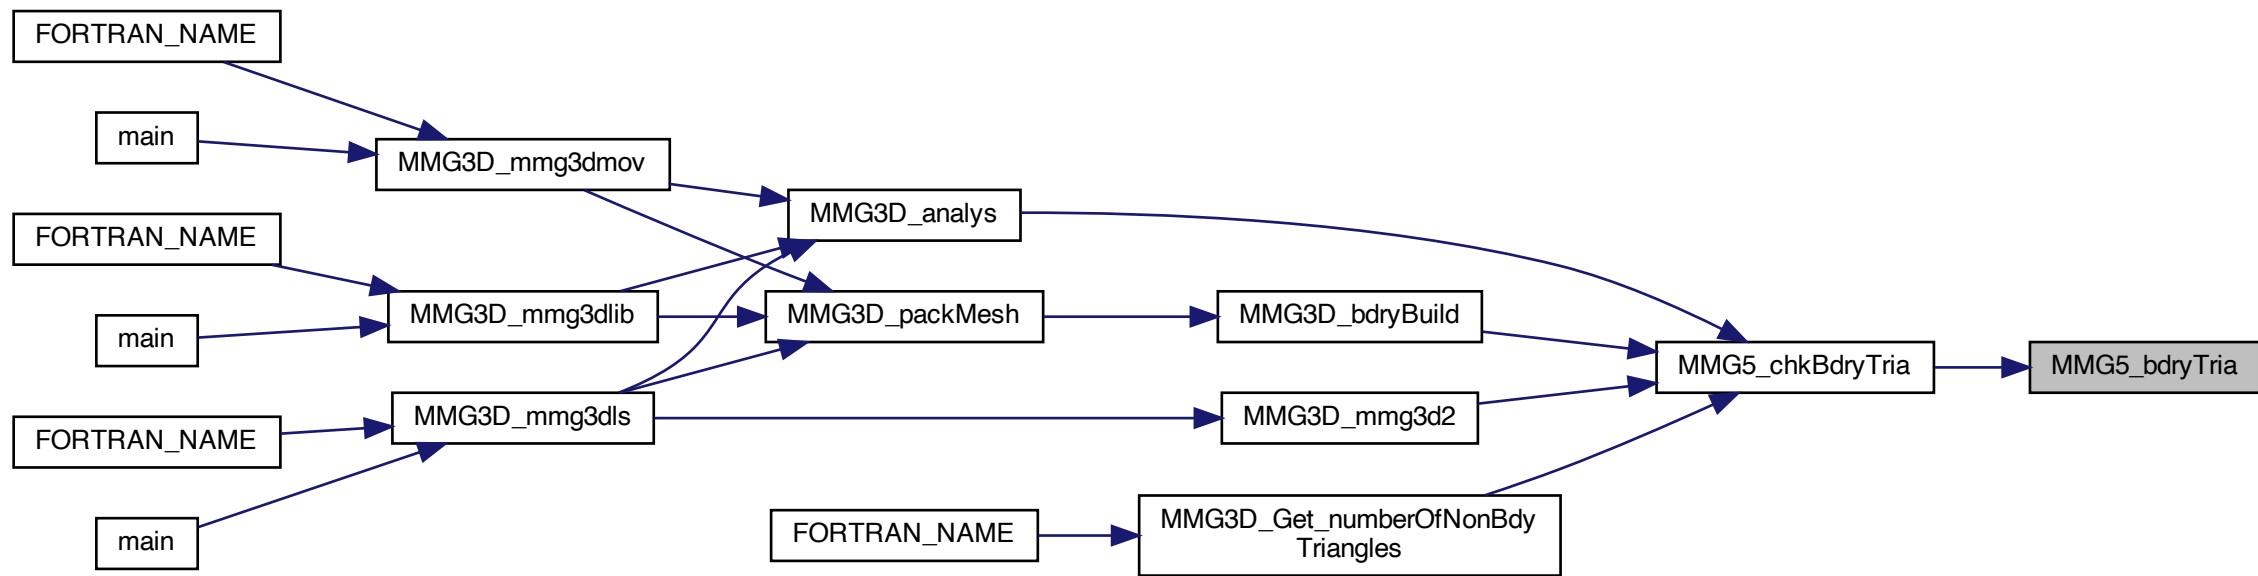 FORTRAN_NAME
main
MMG3D_mmg3dmov
MMG3D_analys
FORTRAN_NAME
MMG3D_mmg3dlib
MMG3D_packMesh
MMG3D_bdryBuild
main
MMG5_chkBdryTria
MMG5_bdryTria
MMG3D_mmg3dls
MMG3D_mmg3d2
FORTRAN_NAME
main
FORTRAN_NAME
MMG3D_Get_numberOfNonBdy
Triangles